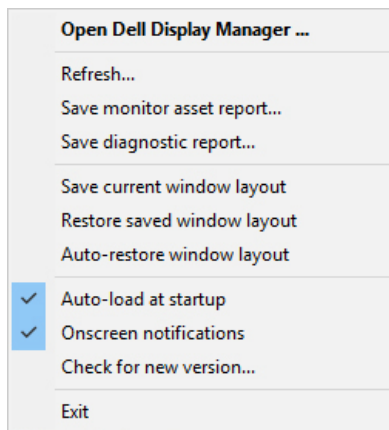 Open Dell Display Manager ...
Refresh...
Save monitor asset report...
Save diagnostic report...
Save current window layout
Restore saved window layout
Auto-restore window layout
Auto-load at startup
Onscreen notifications
Check for new version...
Exit